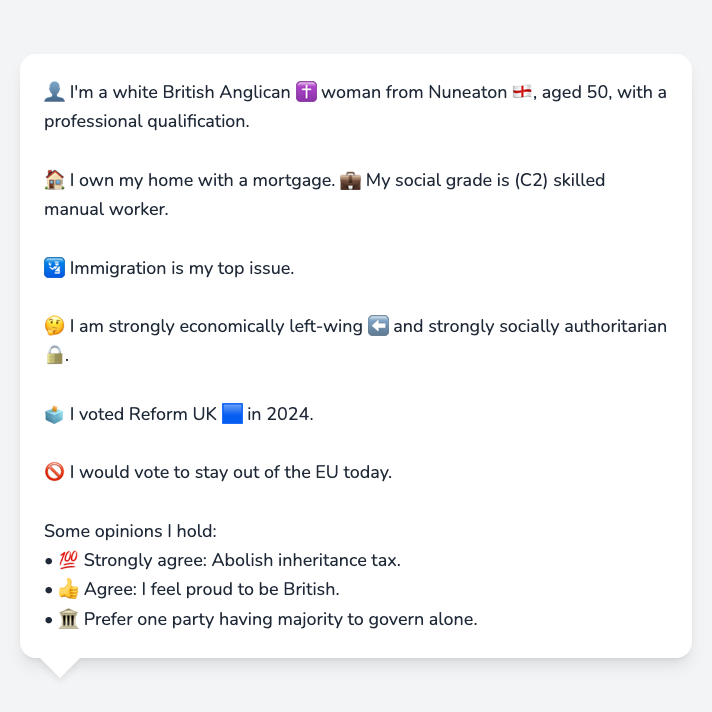 👤 I'm a white British Anglican ✝️ woman from Nuneaton 🏴󠁧󠁢󠁥󠁮󠁧󠁿, aged 50, with a
professional qualification.
🏠 I own my home with a mortgage. 💼 My social grade is (C2) skilled
manual worker.
🛂 Immigration is my top issue.
🤔 I am strongly economically left-wing ⬅️ and strongly socially authoritarian
🔒.
🗳️ I voted Reform UK 🟦 in 2024.
🚫 I would vote to stay out of the EU today.
Some opinions I hold:
• 💯 Strongly agree: Abolish inheritance tax.
• 👍 Agree: I feel proud to be British.
• 🏛️ Prefer one party having majority to govern alone.